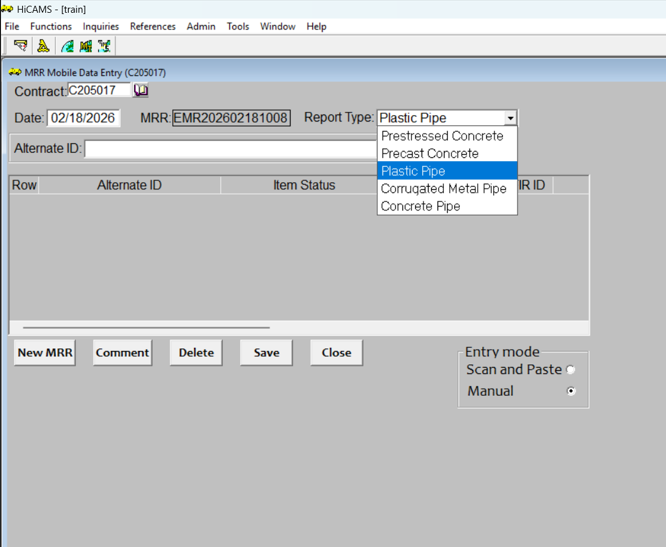 HiCAMS - [train]
File Functions Inquiries References Admin Tools Window Help
MRR Mobile Data Entry (C205017)
Contract: C205017
Date: 02/18/2026 MRR: EMR202602181008 Report Type: Plastic Pipe
Prestressed Concrete
Alternate ID:
Precast Concrete
Plastic Pipe
Row Alternate ID Item Status IR ID
Corrugated Metal Pipe
Concrete Pipe
New MRR Comment Delete Save Close
Entry mode
Scan and Paste
Manual